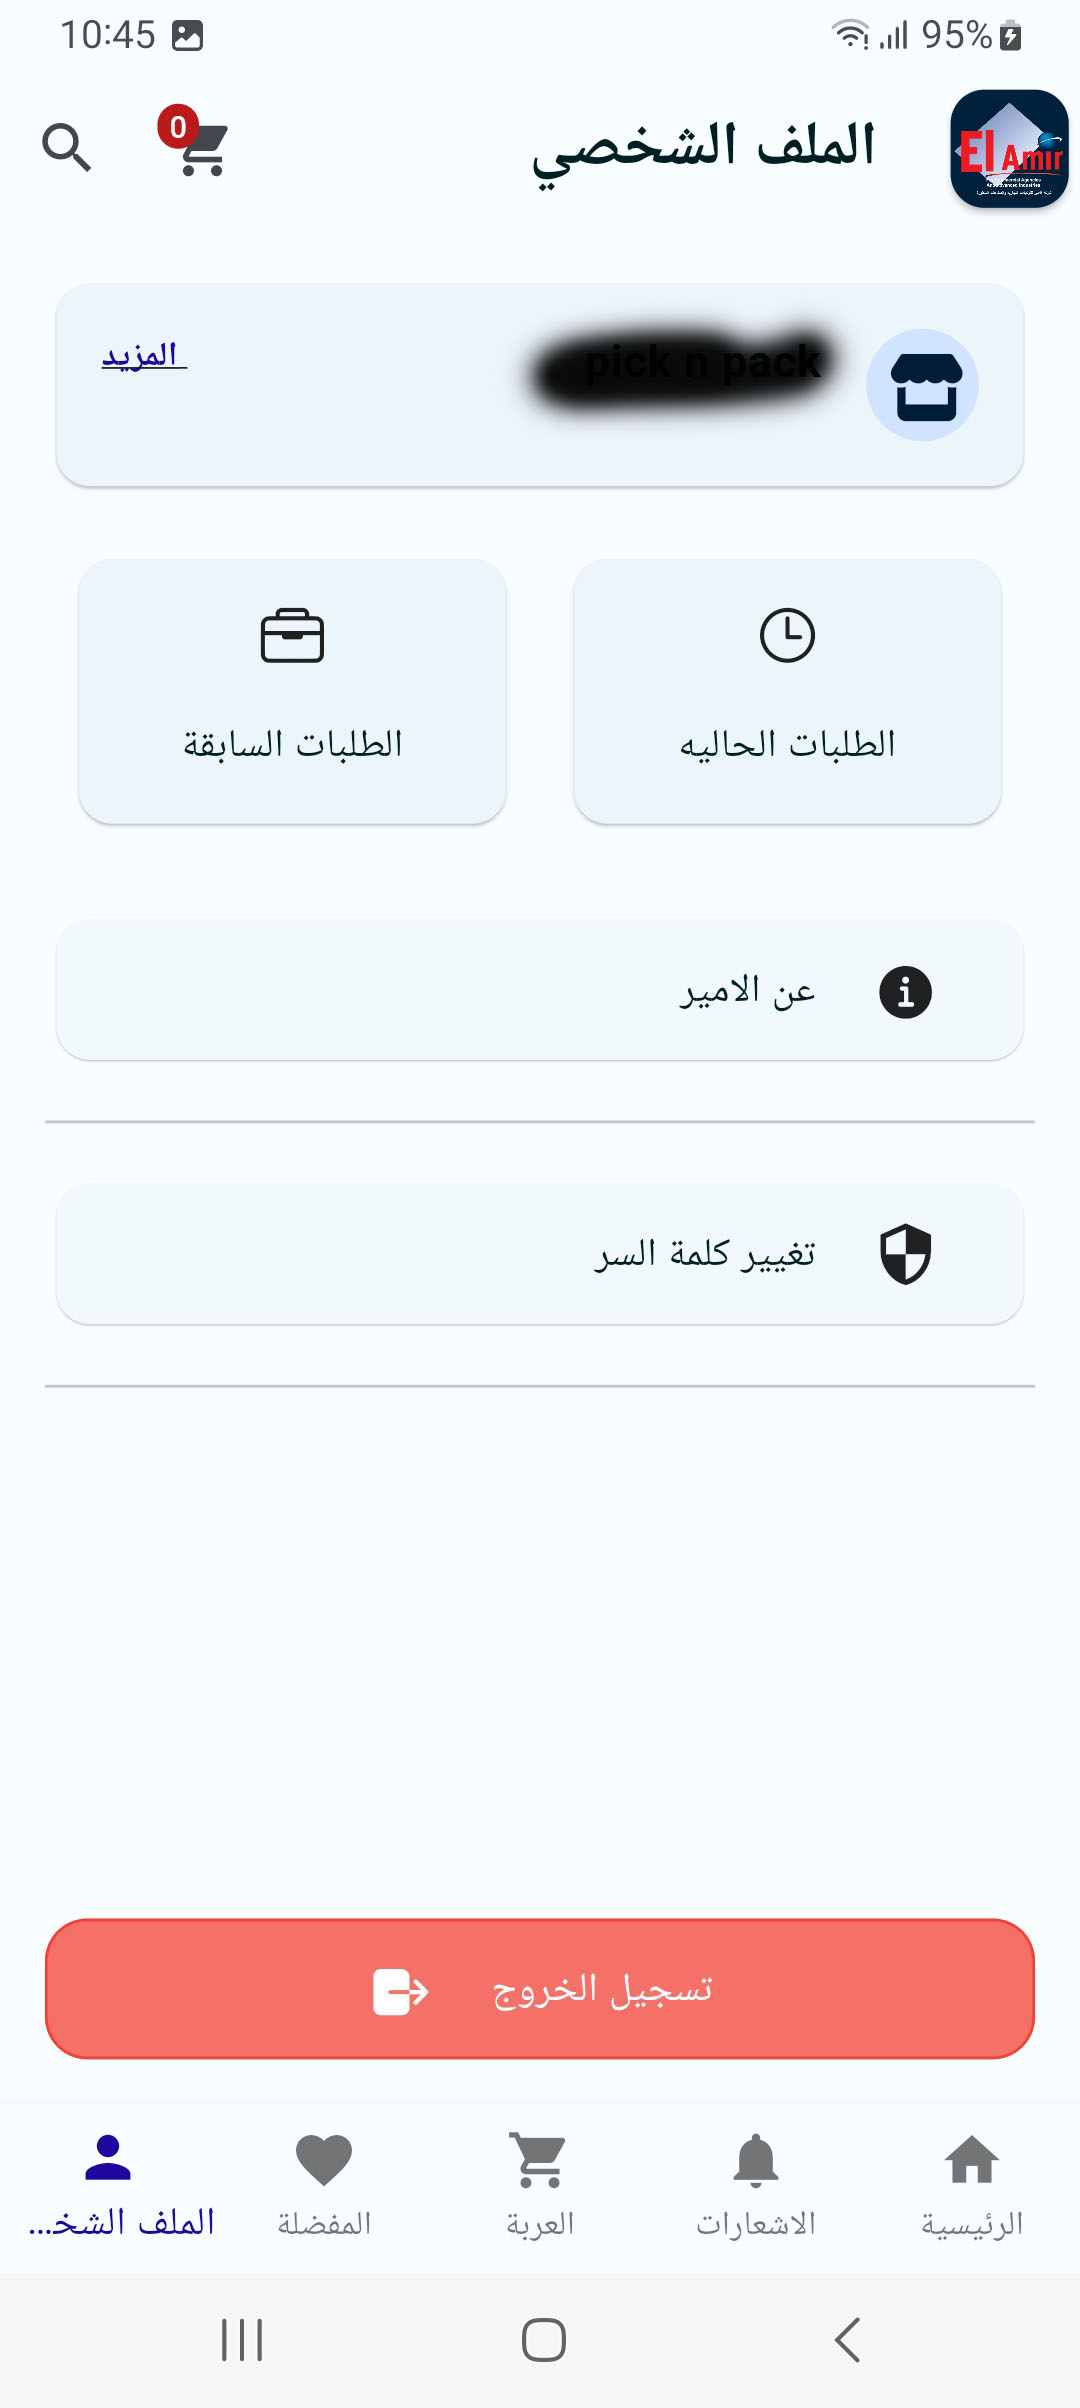 10:45
95%
الملف الشخصي
0
El Amir
pick n pack
المزيد
الطلبات الحاليه
الطلبات السابقة
عن الامير
تغيير كلمة السر
تسجيل الخروج
الرئيسية
الاشعارات
العربة
المفضلة
الملف الشخ...